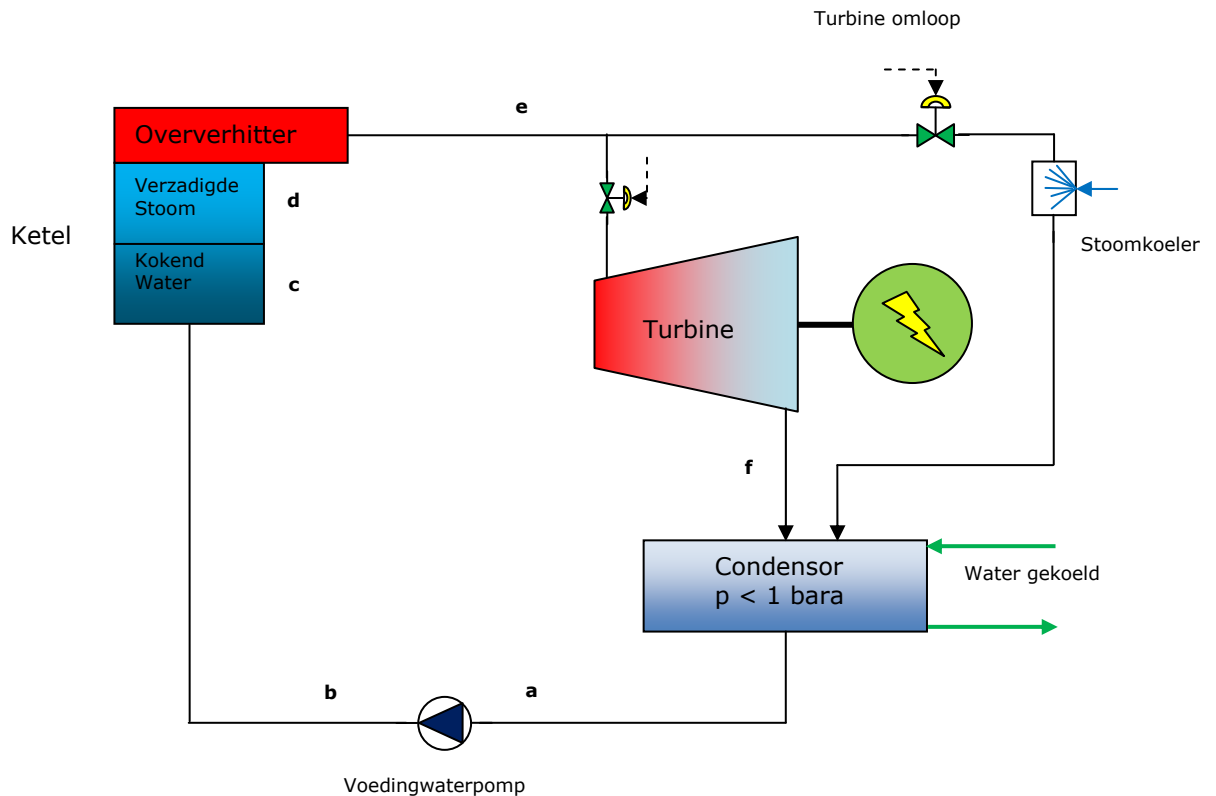 Turbine omloop
e
Oververhitter
Verzadigde
Stoom
d
Ketel
Stoomkoeler
Kokend
Water
c
Turbine
f
Condensor
p < 1 bara
Water gekoeld
b
a
Voedingwaterpomp